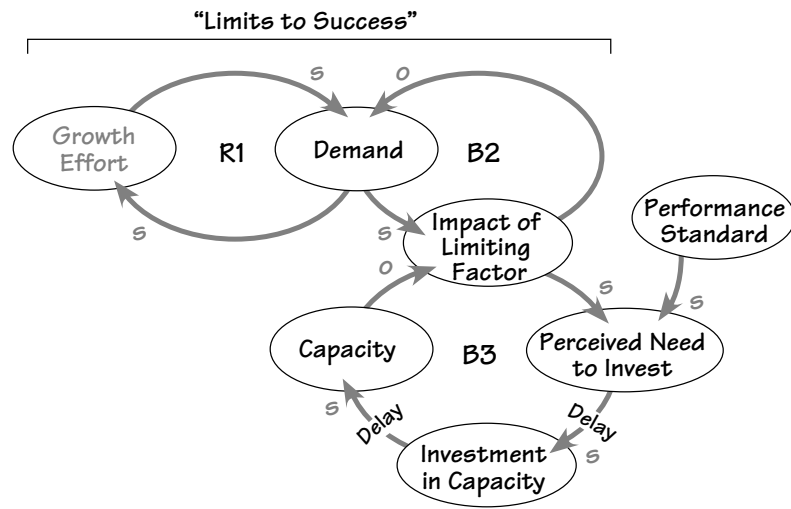 “Limits to Success”
S
O
Growth
Effort
R1
Demand
B2
S
S
Impact of
Limiting
Factor
Performance
Standard
O
S
S
Capacity
B3
Perceived Need
to Invest
S
Delay
Delay
S
Investment
in Capacity